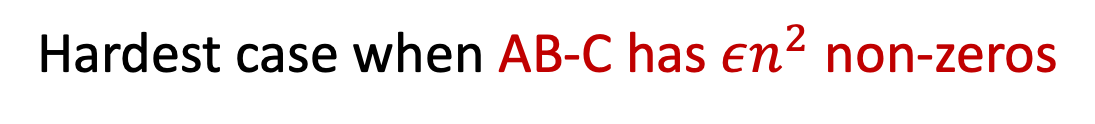 Hardest case when AB-C has ϵn² non-zeros